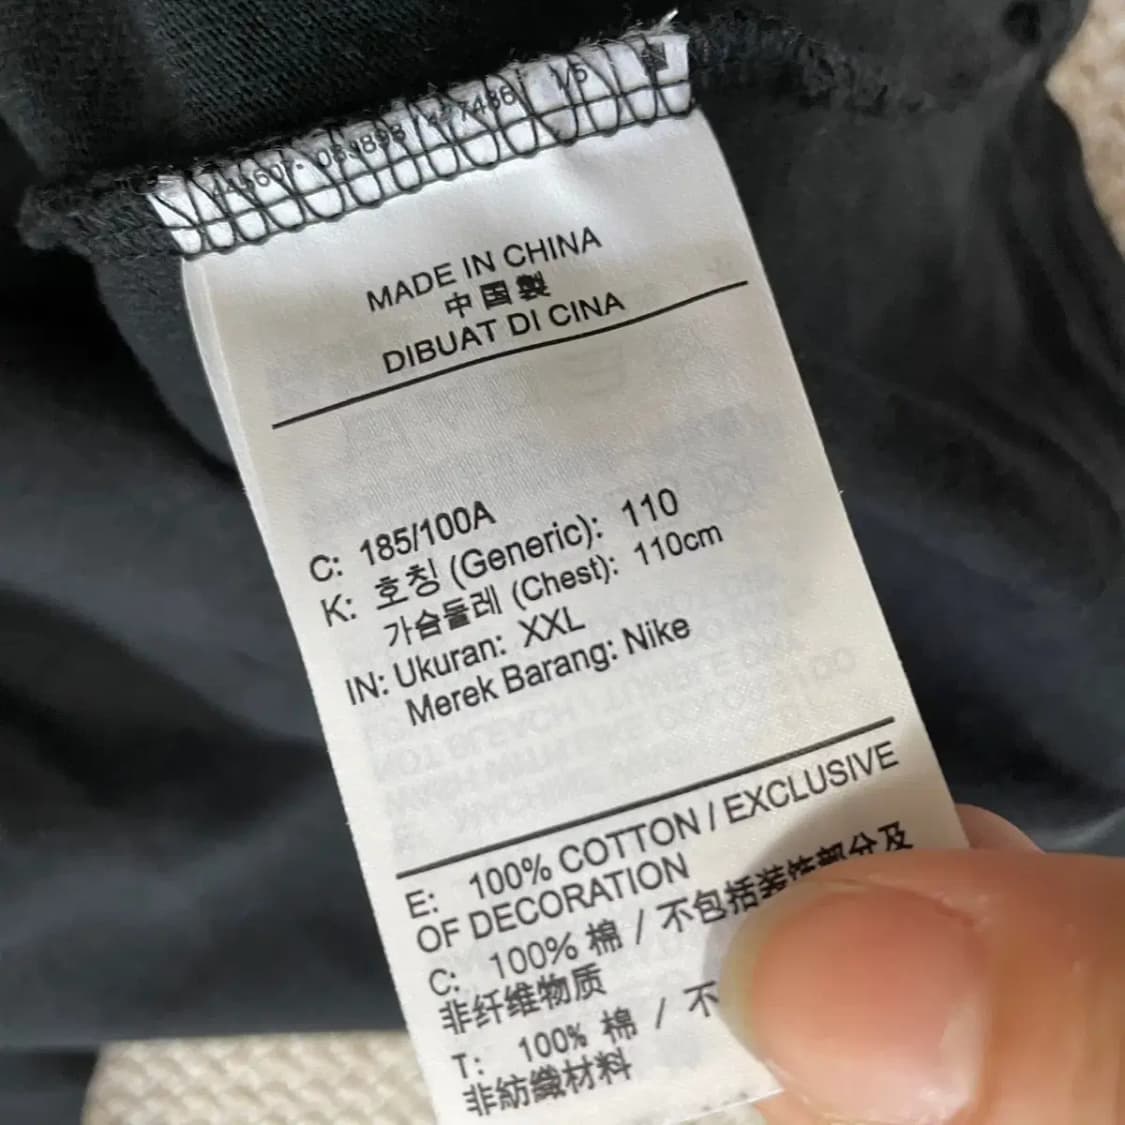 MADE IN CHINA
中国製
DIBUAT DI CINA
C: 185/100A
K: 호칭 (Generic): 110
가슴둘레 (Chest): 110cm
IN: Ukuran: XXL
Merek Barang: Nike
E: 100% COTTON / EXCLUSIVE
OF DECORATION
C: 100% 棉 / 不包括装饰部分及
非纤维物质
T: 100% 棉 / 不
非紡織材料